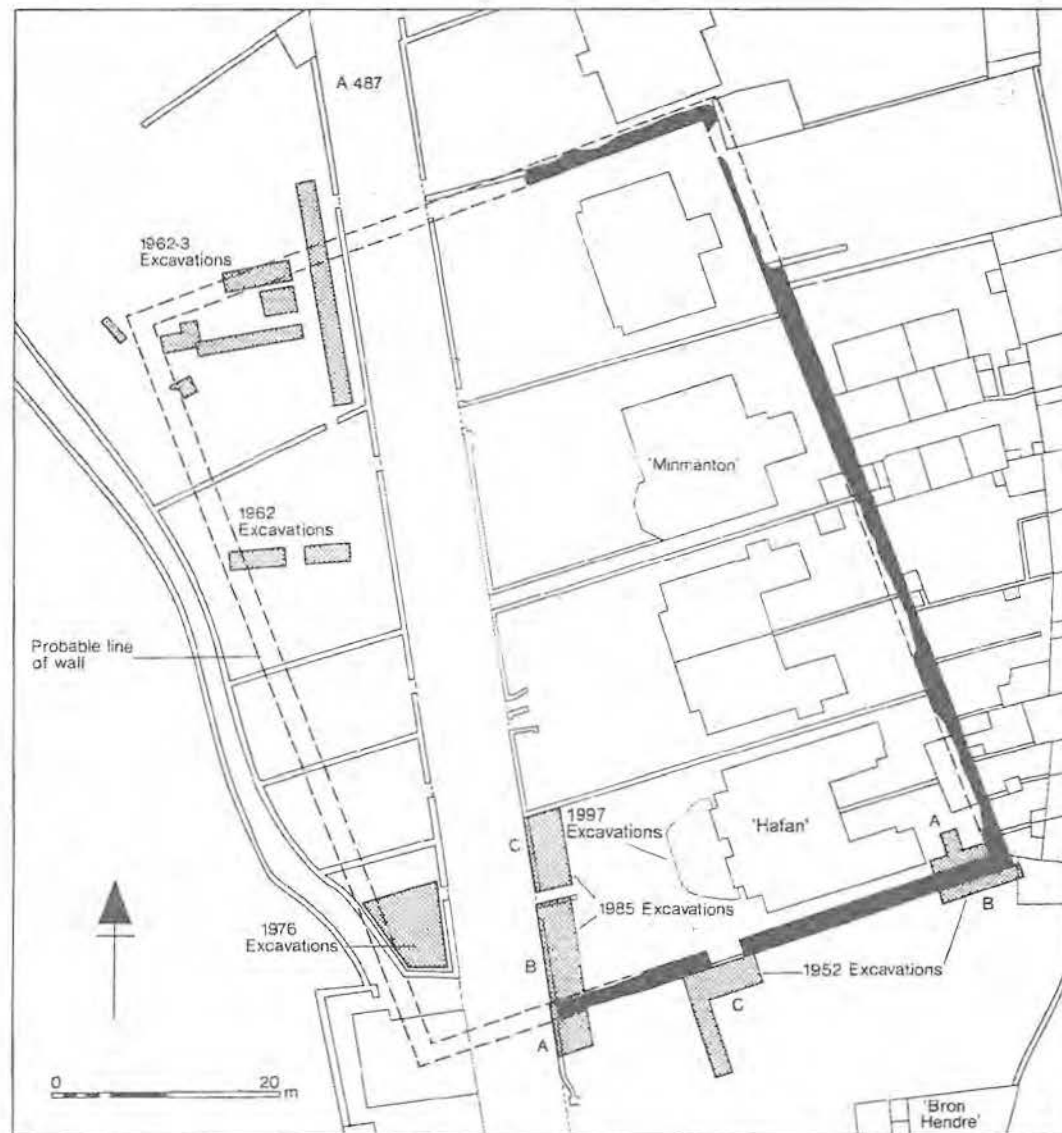 A 487
1962-3
Excavations
'Minmanton'
1962
Excavations
Probable line
of wall
1997
Excavations
'Hafan'
A
C
1985 Excavations
B
1976
Excavations
B
1952 Excavations
C
A
0 20
m
'Bron
Hendre'